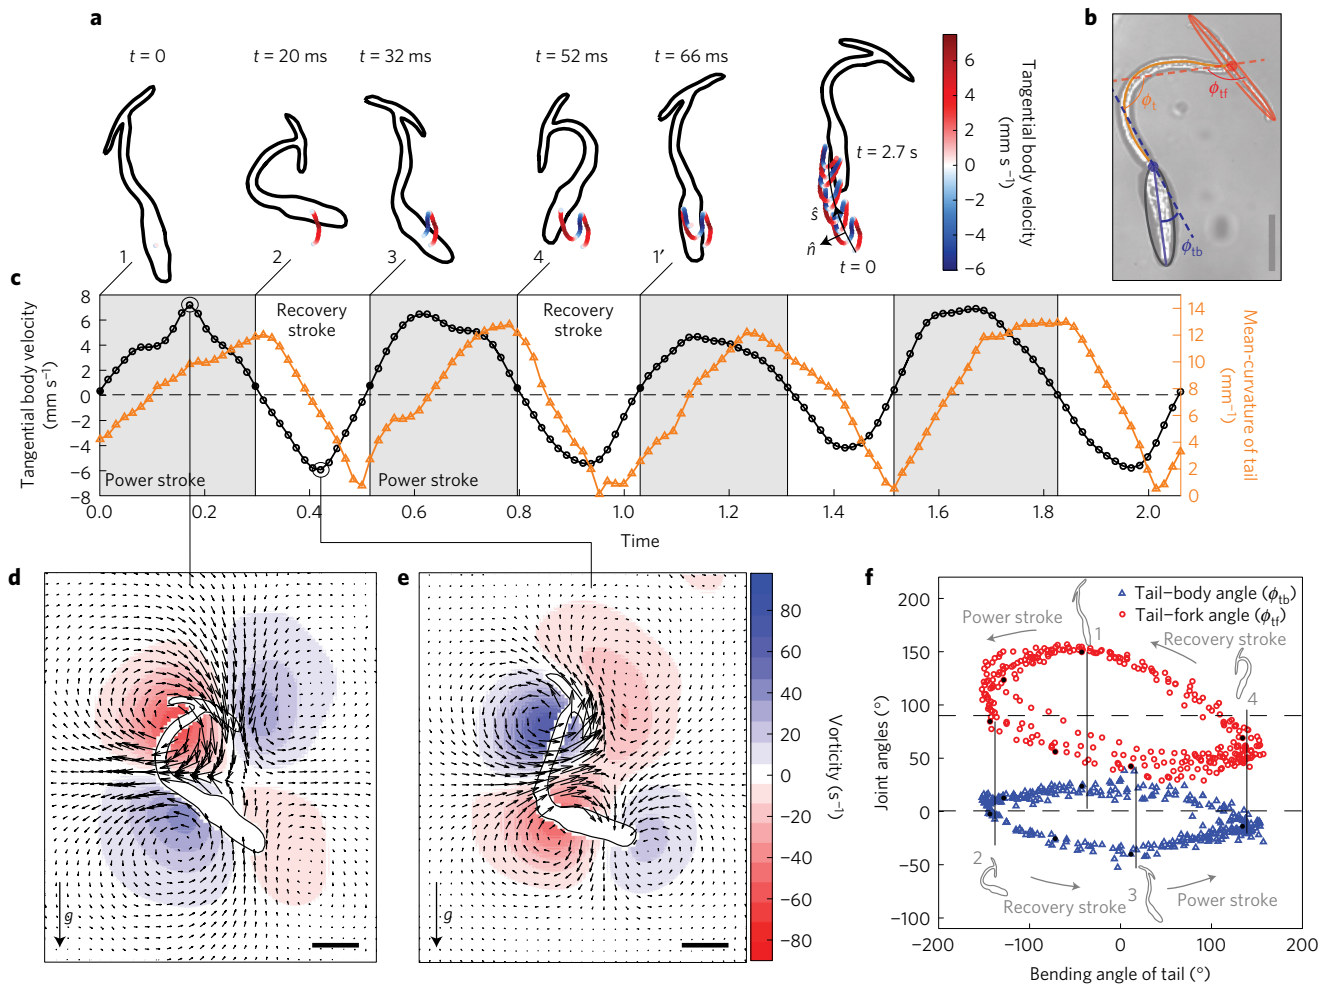 a
t = 0
t = 20 ms
t = 32 ms
t = 52 ms
t = 66 ms
t = 2.7 s
ŝ
n̂
t = 0
6
4
2
0
−2
−4
−6
Tangential body velocity
(mm s⁻¹)
b
ϕtf
ϕt
ϕtb
1
2
3
4
1′
c
Tangential body velocity
(mm s⁻¹)
8
6
4
2
0
−2
−4
−6
−8
Power stroke
Recovery
stroke
Power stroke
Recovery
stroke
14
12
10
8
6
4
2
0
Mean-curvature of tail
(mm⁻¹)
0.0
0.2
0.4
0.6
0.8
1.0
1.2
1.4
1.6
1.8
2.0
Time
d
g
e
g
80
60
40
20
0
−20
−40
−60
−80
Vorticity (s⁻¹)
f
Tail−body angle (ϕtb)
Tail−fork angle (ϕtf)
Power stroke
1
Recovery stroke
4
2
Recovery stroke
3
Power stroke
200
150
100
50
0
−50
−100
Joint angles (°)
−200
−100
0
100
200
Bending angle of tail (°)